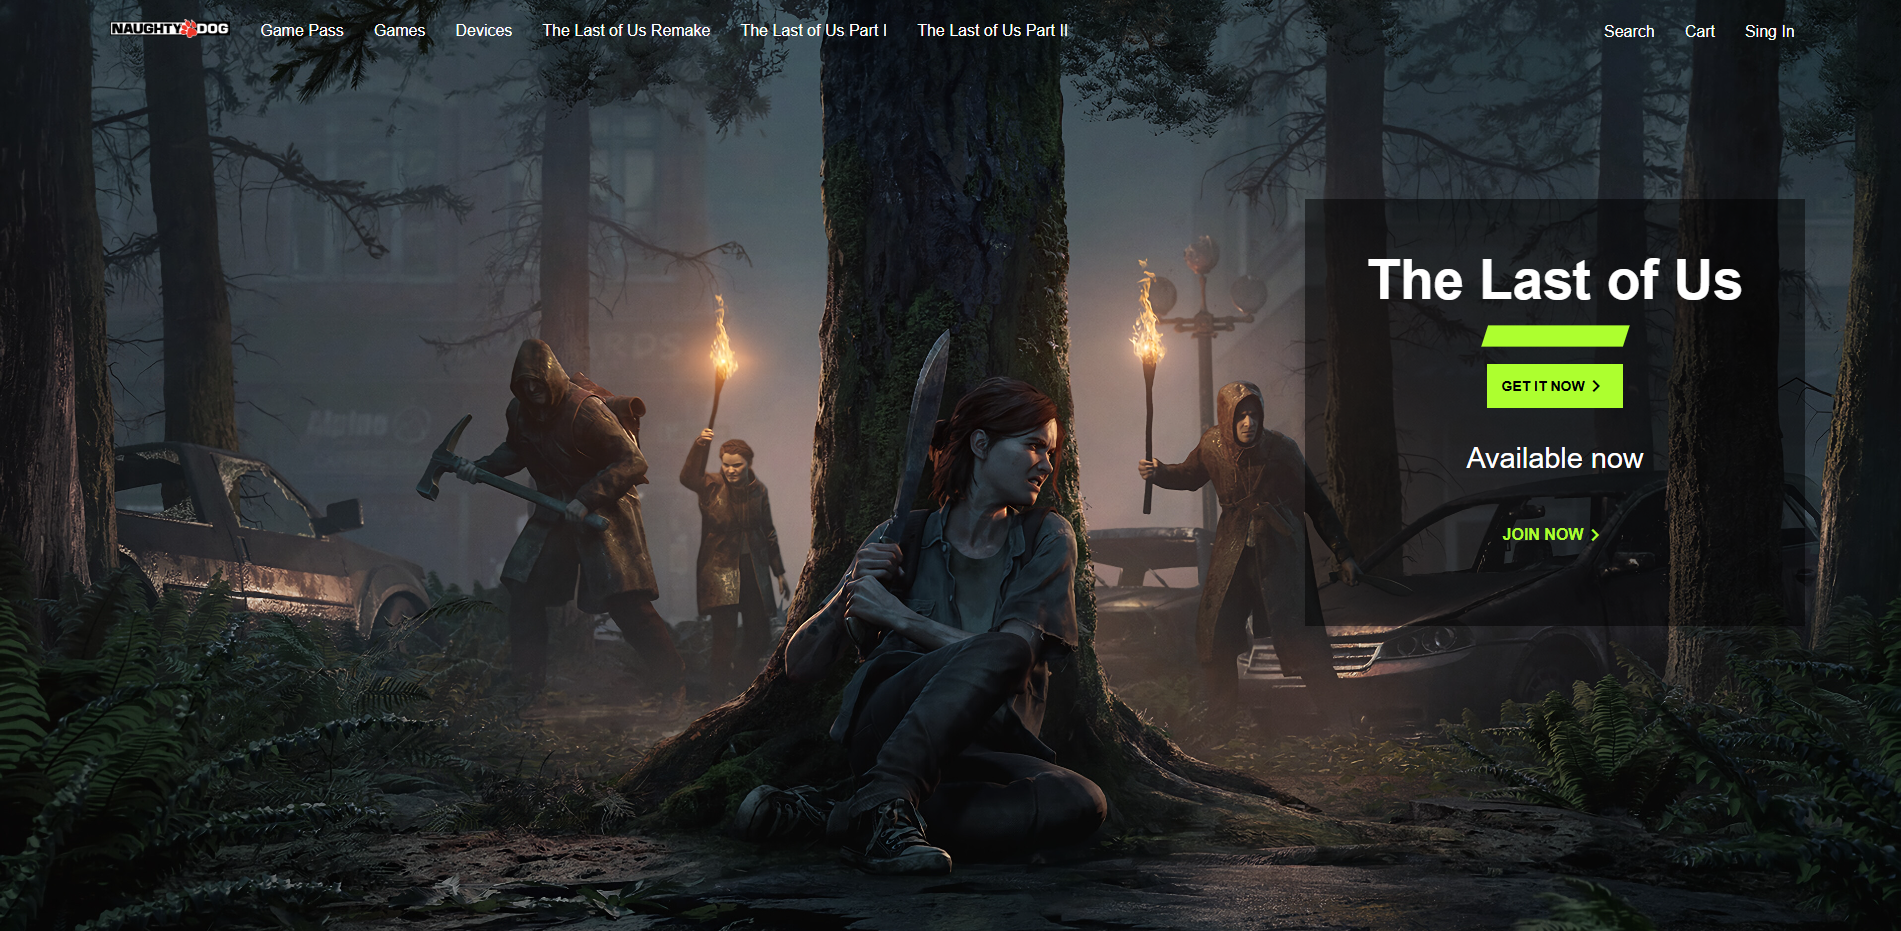 NAUGHTY DOG
Game Pass
Games
Devices
The Last of Us Remake
The Last of Us Part I
The Last of Us Part II
Search
Cart
Sing In
The Last of Us
GET IT NOW
Available now
JOIN NOW
Alpine